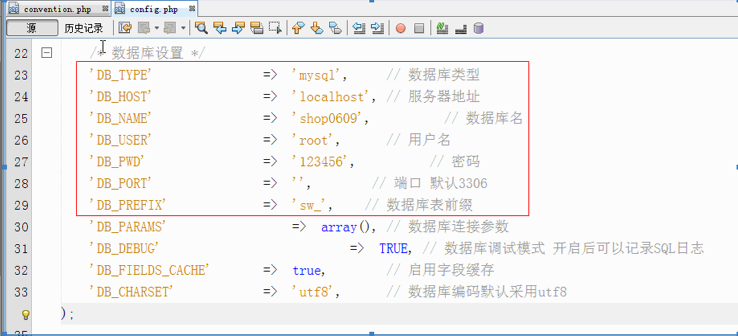 convention.php config.php
源 历史记录
22 /* 数据库设置 */
23 'DB_TYPE' => 'mysql', // 数据库类型
24 'DB_HOST' => 'localhost', // 服务器地址
25 'DB_NAME' => 'shop0609', // 数据库名
26 'DB_USER' => 'root', // 用户名
27 'DB_PWD' => '123456', // 密码
28 'DB_PORT' => '', // 端口 默认3306
29 'DB_PREFIX' => 'sw_', // 数据库表前缀
30 'DB_PARAMS' => array(), // 数据库连接参数
31 'DB_DEBUG' => TRUE, // 数据库调试模式 开启后可以记录SQL日志
32 'DB_FIELDS_CACHE' => true, // 启用字段缓存
33 'DB_CHARSET' => 'utf8', // 数据库编码默认采用utf8
);